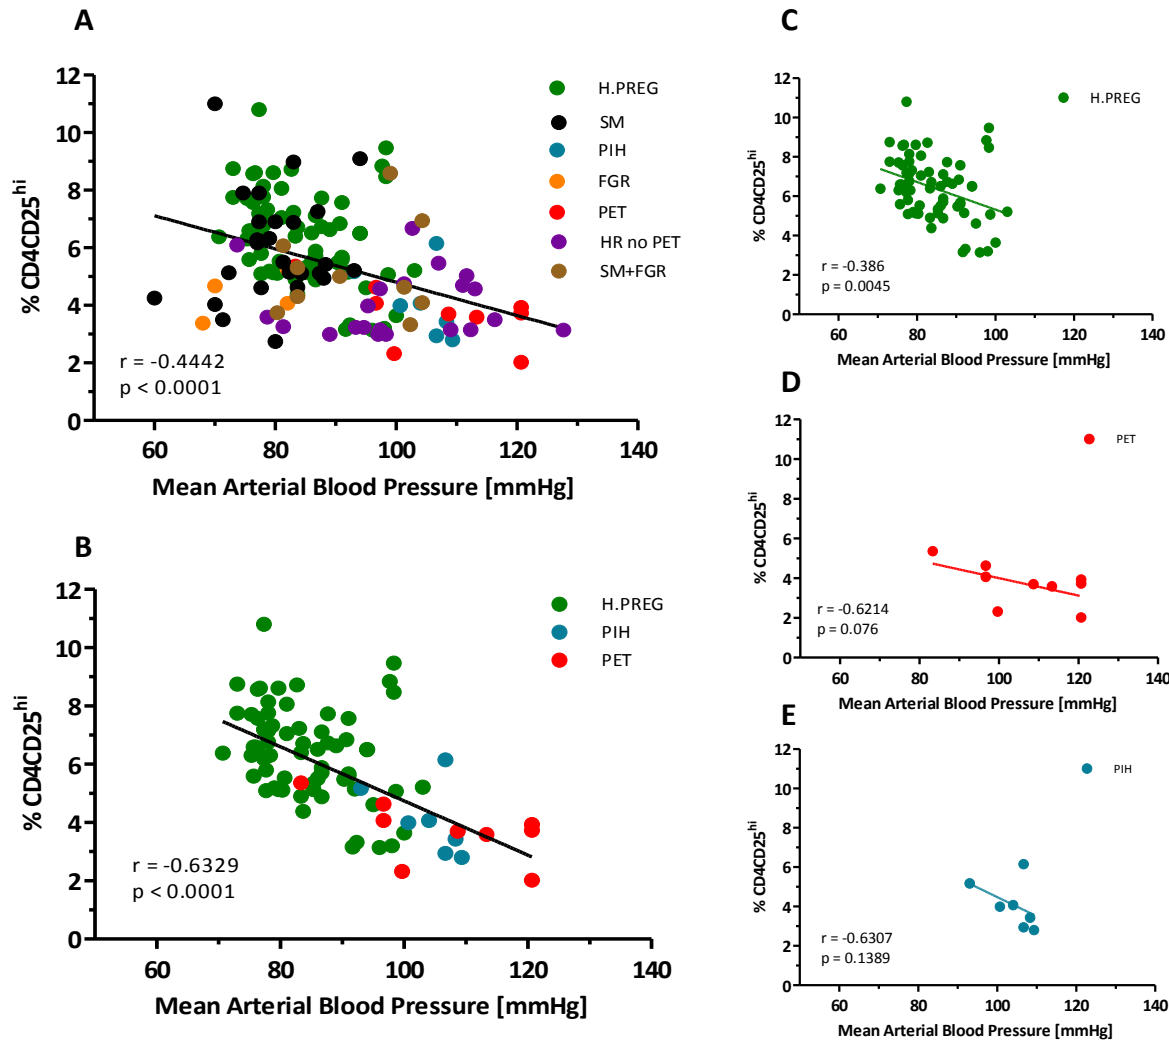 A
% CD4CD25hi
12
10
8
6
4
2
0
60
80
100
120
140
Mean Arterial Blood Pressure [mmHg]
r = -0.4442
p < 0.0001
H.PREG
SM
PIH
FGR
PET
HR no PET
SM+FGR
B
% CD4CD25hi
12
10
8
6
4
2
0
60
80
100
120
140
Mean Arterial Blood Pressure [mmHg]
r = -0.6329
p < 0.0001
H.PREG
PIH
PET
C
% CD4CD25hi
12
10
8
6
4
2
0
60
80
100
120
140
Mean Arterial Blood Pressure [mmHg]
r = -0.386
p = 0.0045
H.PREG
D
% CD4CD25hi
12
10
8
6
4
2
0
60
80
100
120
140
Mean Arterial Blood Pressure [mmHg]
r = -0.6214
p = 0.076
PET
E
% CD4CD25hi
12
10
8
6
4
2
0
60
80
100
120
140
Mean Arterial Blood Pressure [mmHg]
r = -0.6307
p = 0.1389
PIH